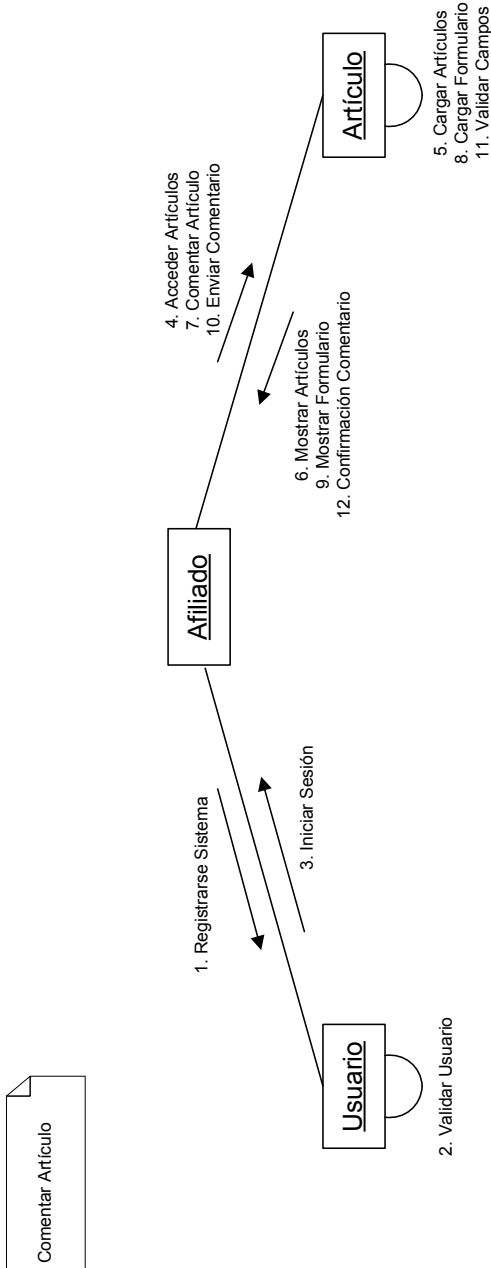 Comentar Artículo
Usuario
2. Validar Usuario
1. Registrarse Sistema
3. Iniciar Sesión
Afiliado
4. Acceder Artículos
7. Comentar Artículo
10. Enviar Comentario
6. Mostrar Artículos
9. Mostrar Formulario
12. Confirmación Comentario
Artículo
5. Cargar Artículos
8. Cargar Formulario
11. Validar Campos